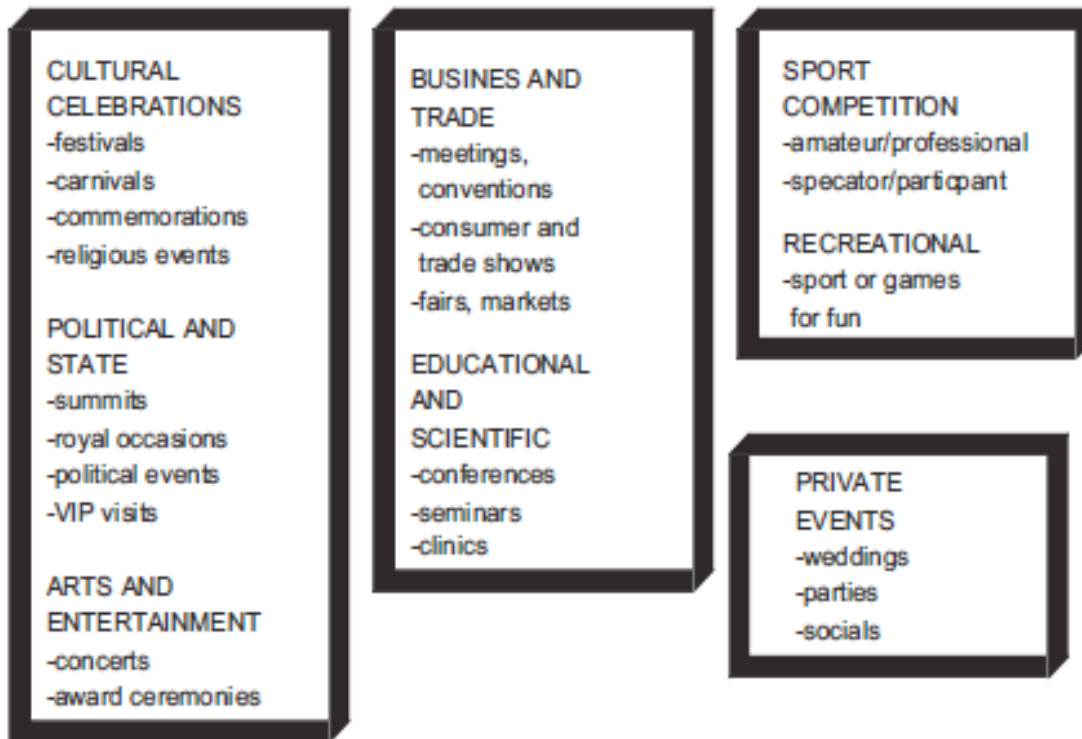 CULTURAL
CELEBRATIONS
-festivals
-carnivals
-commemorations
-religious events
POLITICAL AND
STATE
-summits
-royal occasions
-political events
-VIP visits
ARTS AND
ENTERTAINMENT
-concerts
-award ceremonies
BUSINES AND
TRADE
-meetings,
conventions
-consumer and
trade shows
-fairs, markets
EDUCATIONAL
AND
SCIENTIFIC
-conferences
-seminars
-clinics
SPORT
COMPETITION
-amateur/professional
-specator/particpant
RECREATIONAL
-sport or games
for fun
PRIVATE
EVENTS
-weddings
-parties
-socials